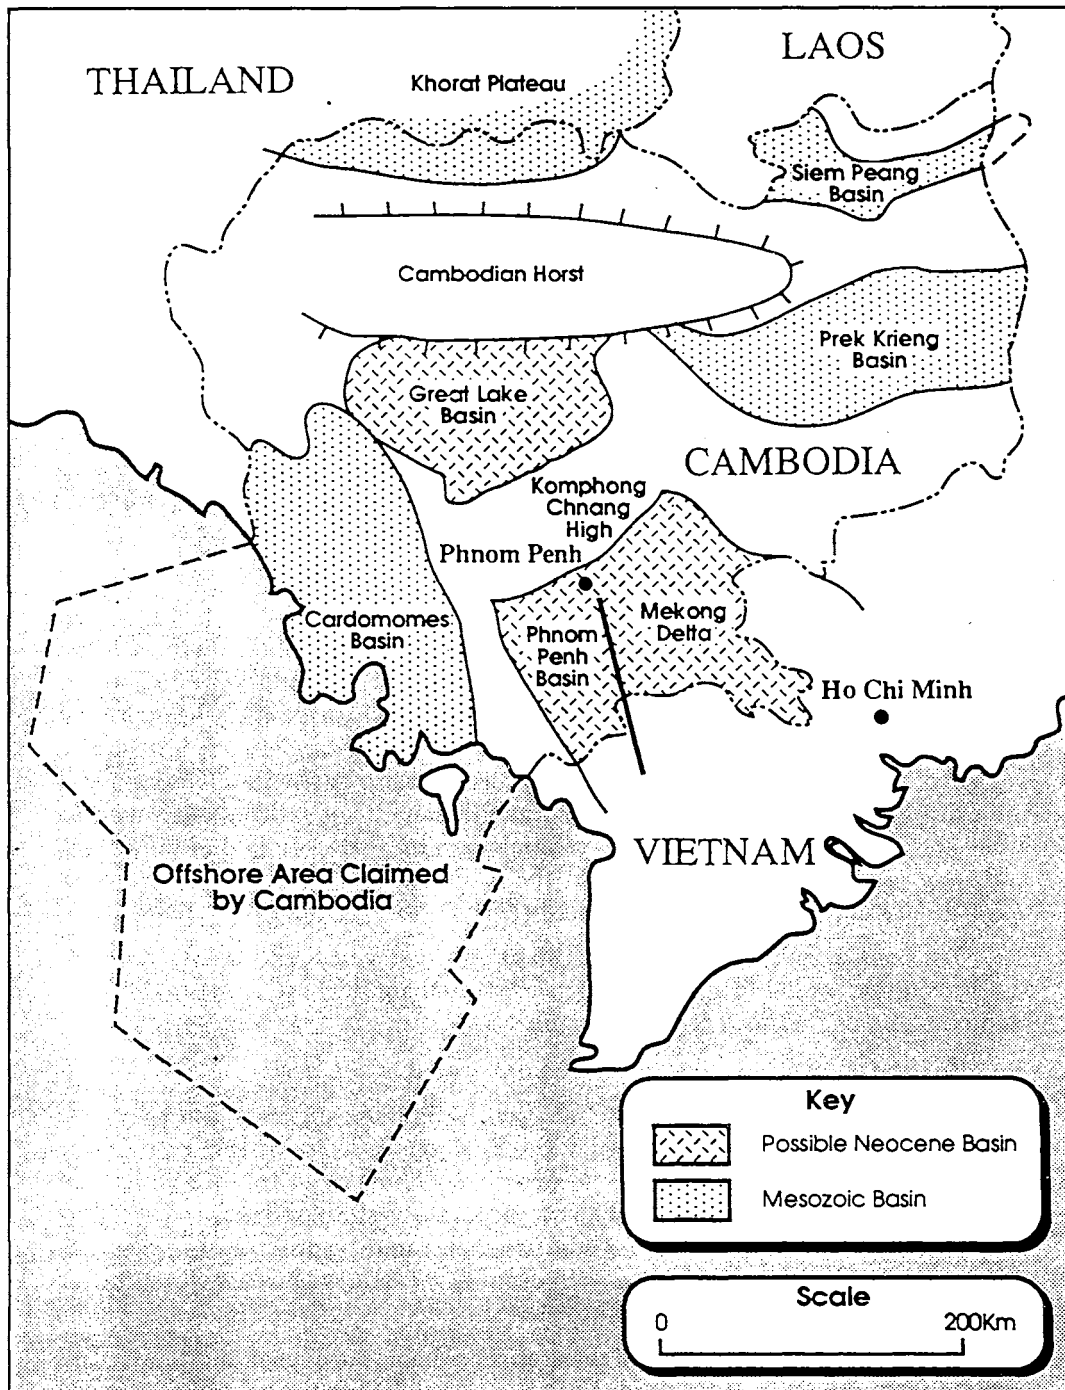 THAILAND
LAOS
Khorat Plateau
Siem Peang
Basin
Cambodian Horst
Prek Krieng
Basin
Great Lake
Basin
CAMBODIA
Komphong
Chnang
High
Phnom Penh
Cardomomes
Basin
Phnom
Penh
Basin
Mekong
Delta
Ho Chi Minh
VIETNAM
Offshore Area Claimed
by Cambodia
Key
Possible Neocene Basin
Mesozoic Basin
Scale
0 200Km